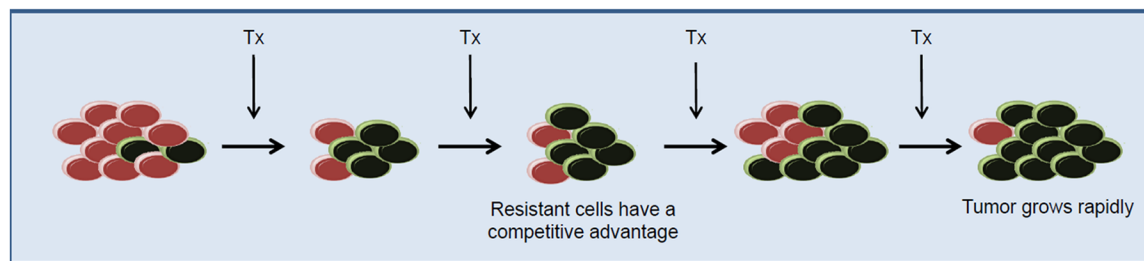 Tx
Tx
Tx
Tx
Resistant cells have a
competitive advantage
Tumor grows rapidly